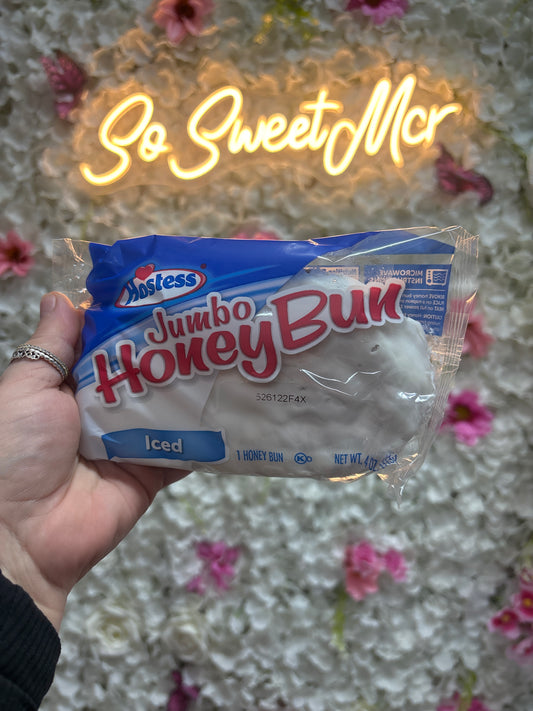 So Sweet Mcr
Hostess
MICROWAVE
Jumbo
Honey Bun
526122F4X
Iced
1 HONEY BUN
NET WT. 4 OZ